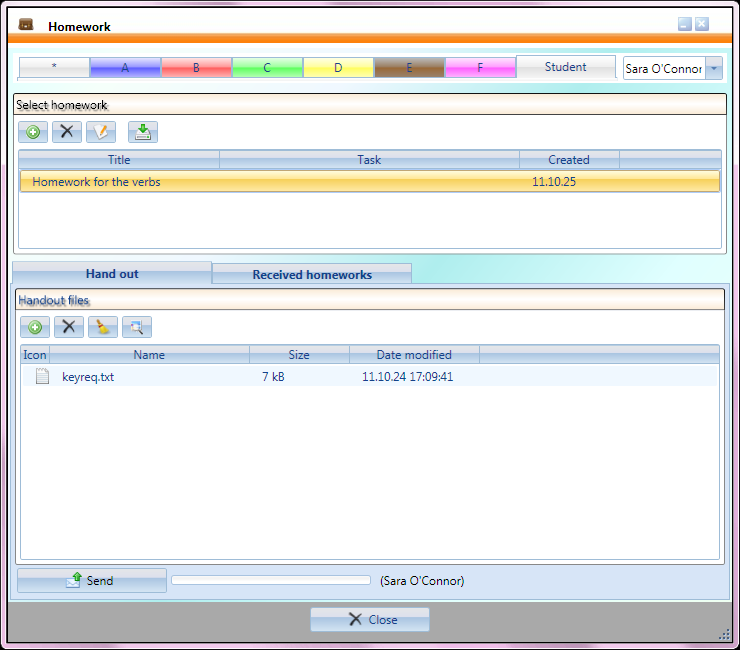 Homework
* A B C D E F Student Sara O'Connor
Select homework
Title Task Created
Homework for the verbs 11.10.25
Hand out Received homeworks
Handout files
Icon Name Size Date modified
keyreq.txt 7 kB 11.10.24 17:09:41
Send (Sara O'Connor)
Close